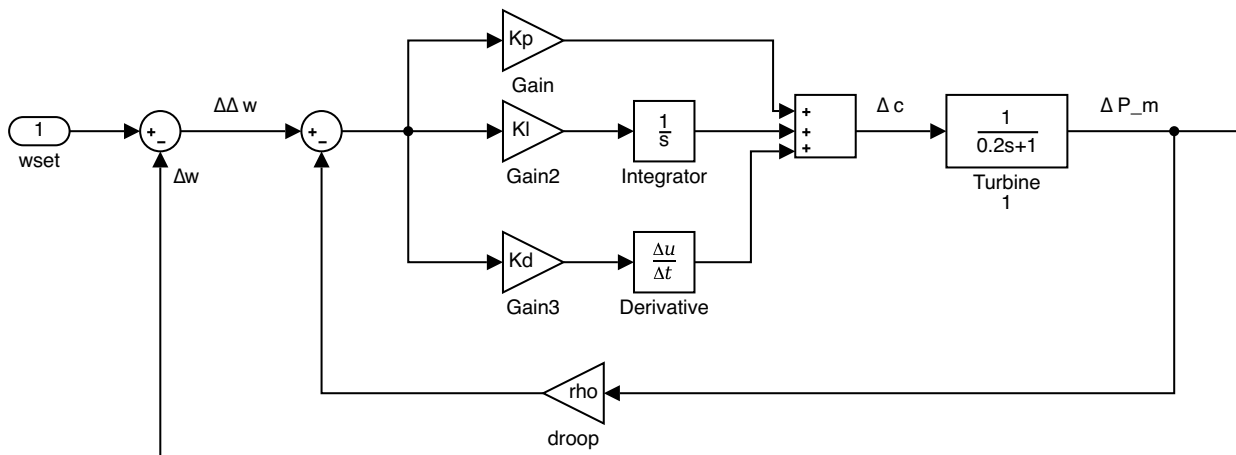 Kp
Gain
1
wset
+
−
ΔΔ w
Δw
+
−
KI
Gain2
1
s
Integrator
+
+
+
Δ c
1
0.2s+1
Turbine
1
Δ P_m
Kd
Gain3
Δu
Δt
Derivative
rho
droop